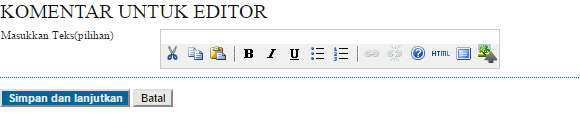 KOMENTAR UNTUK EDITOR
Masukkan Teks(pilihan)
B I U HTML
Simpan dan lanjutkan Batal